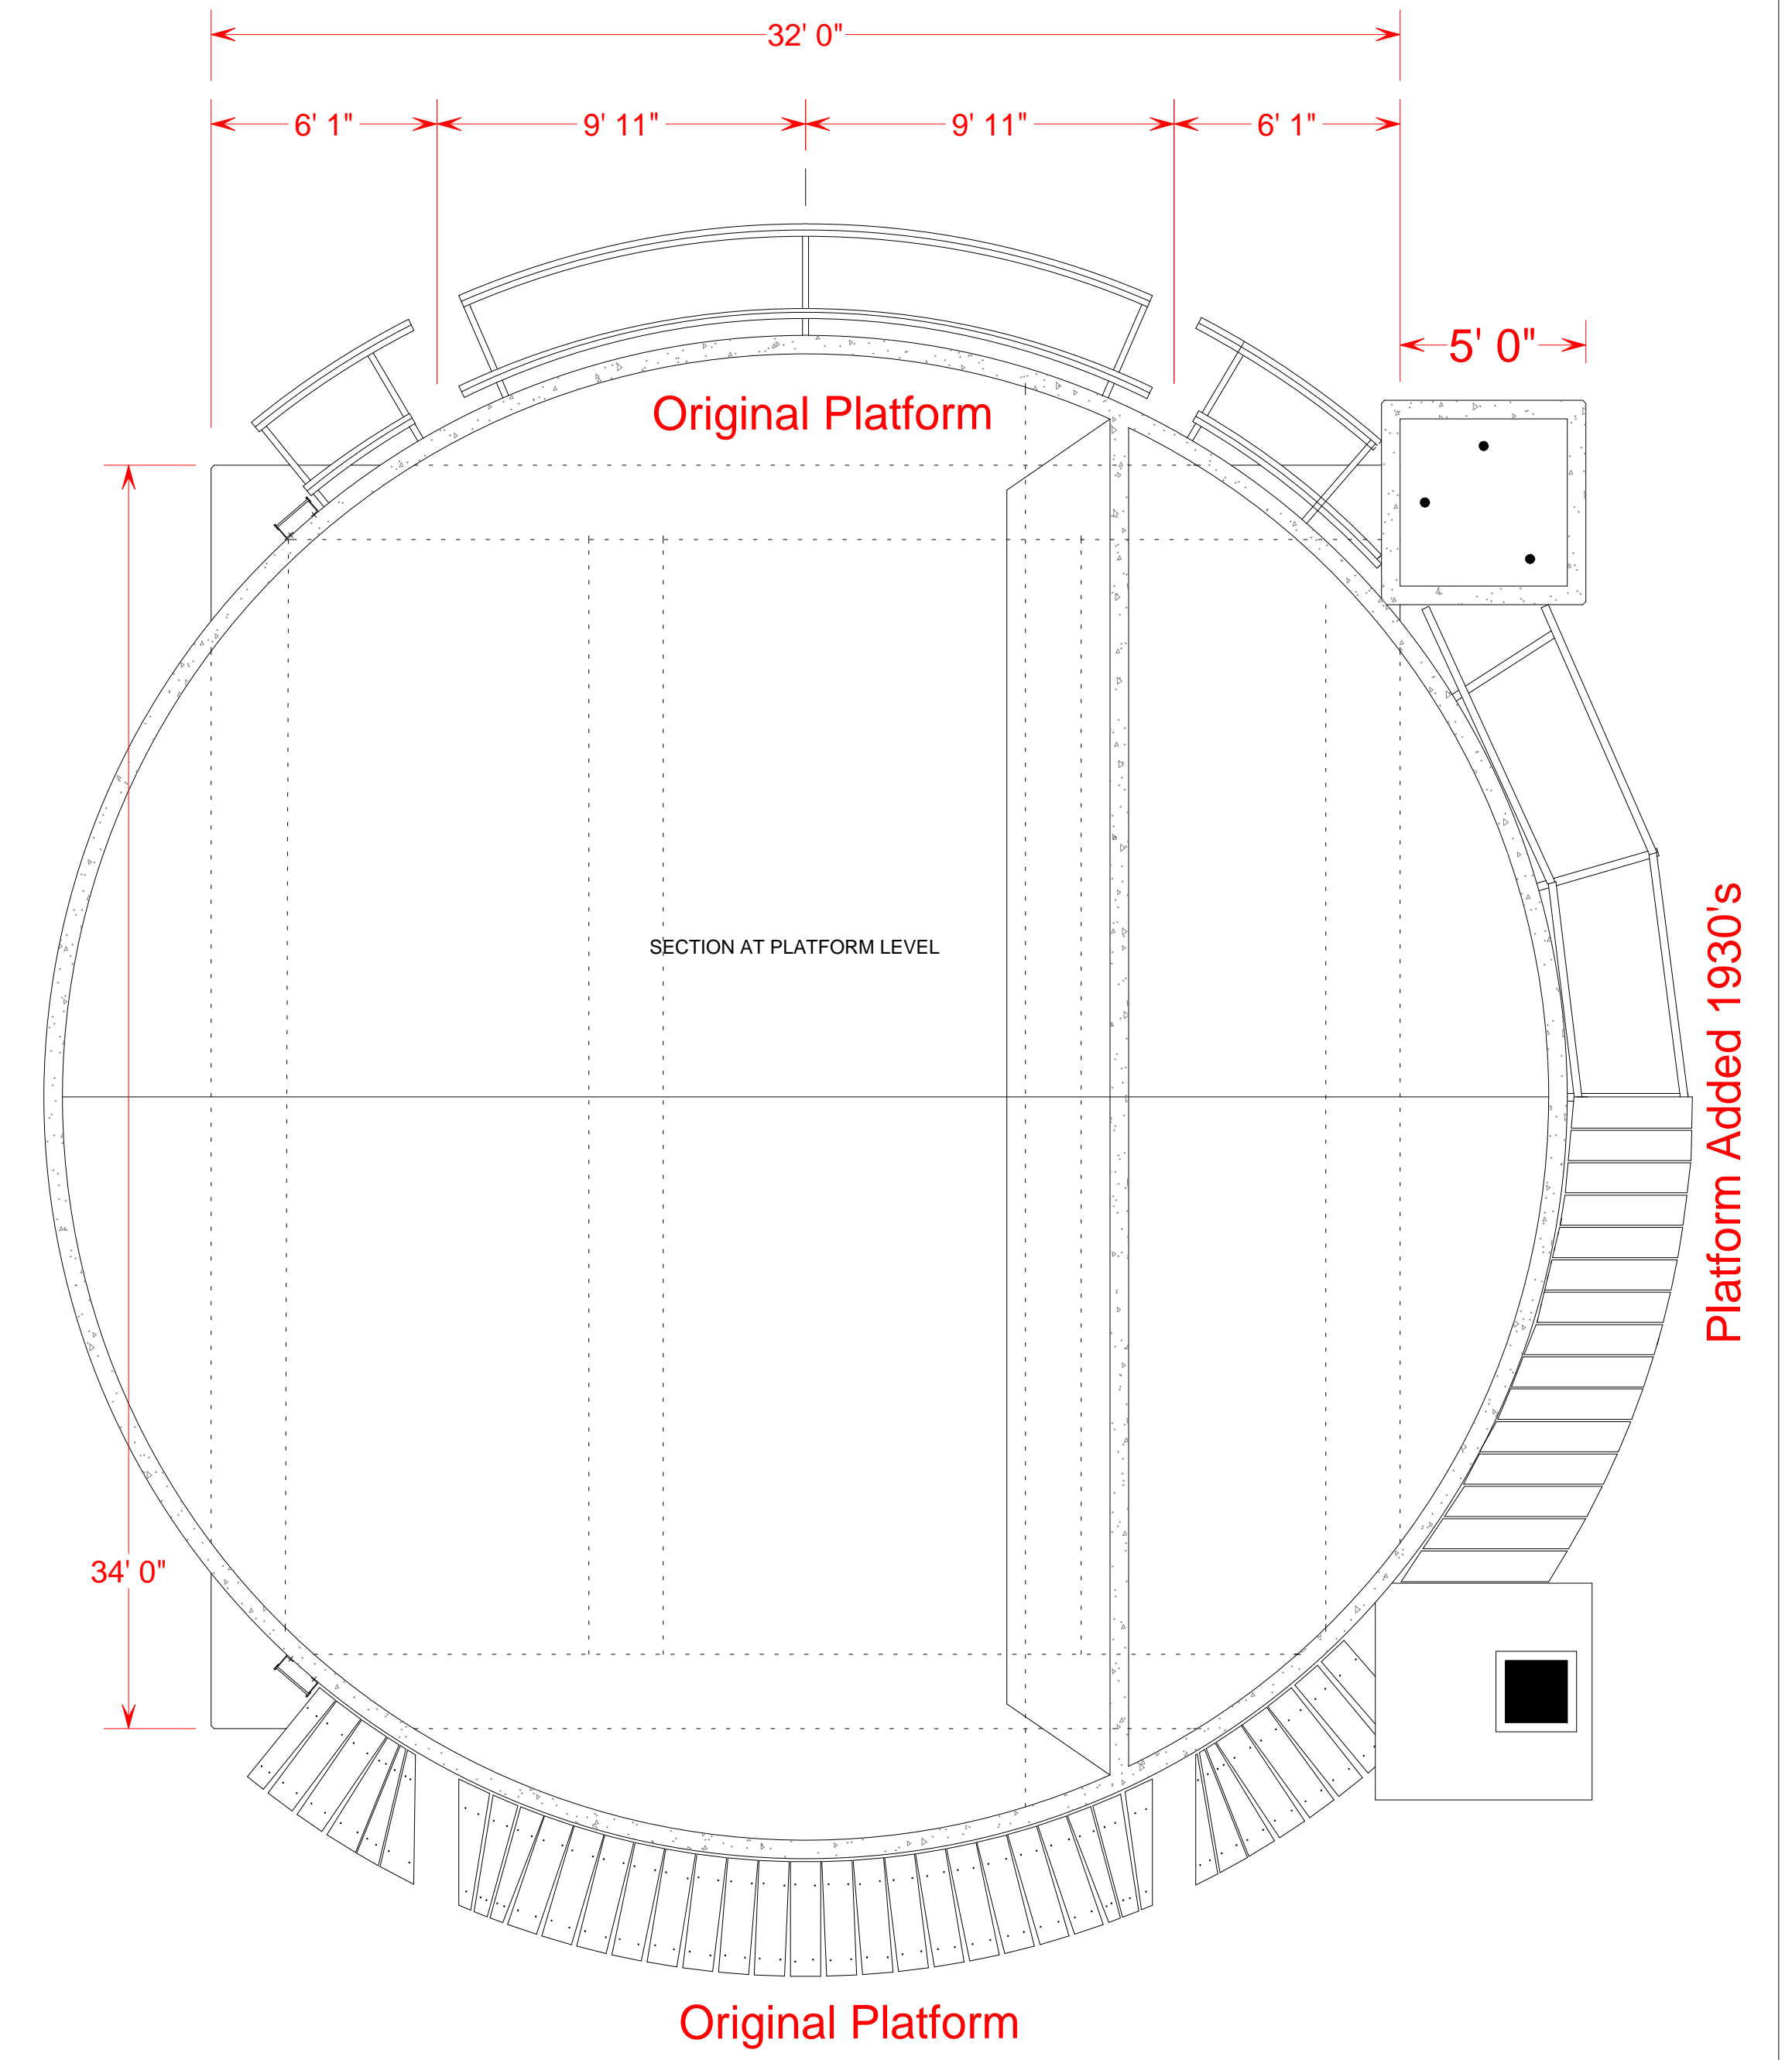 32' 0"
6' 1" 9' 11" 9' 11" 6' 1"
5' 0"
Original Platform
SECTION AT PLATFORM LEVEL
Platform Added 1930's
34' 0"
Original Platform